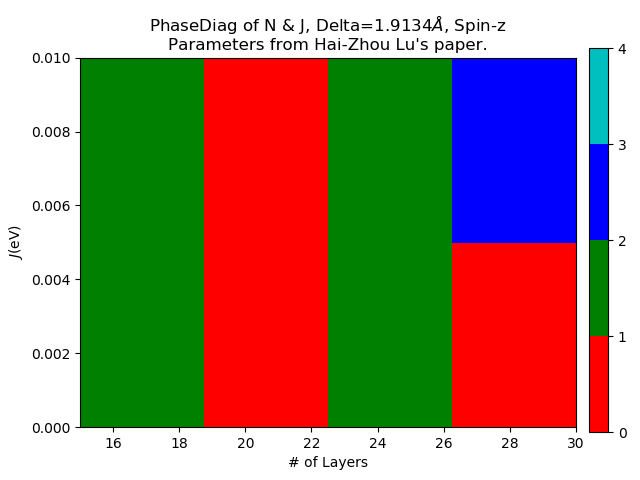 PhaseDiag of N & J, Delta=1.9134Å, Spin-z
Parameters from Hai-Zhou Lu's paper.
0.010
0.008
0.006
0.004
0.002
0.000
J(eV)
16 18 20 22 24 26 28 30
# of Layers
4
3
2
1
0